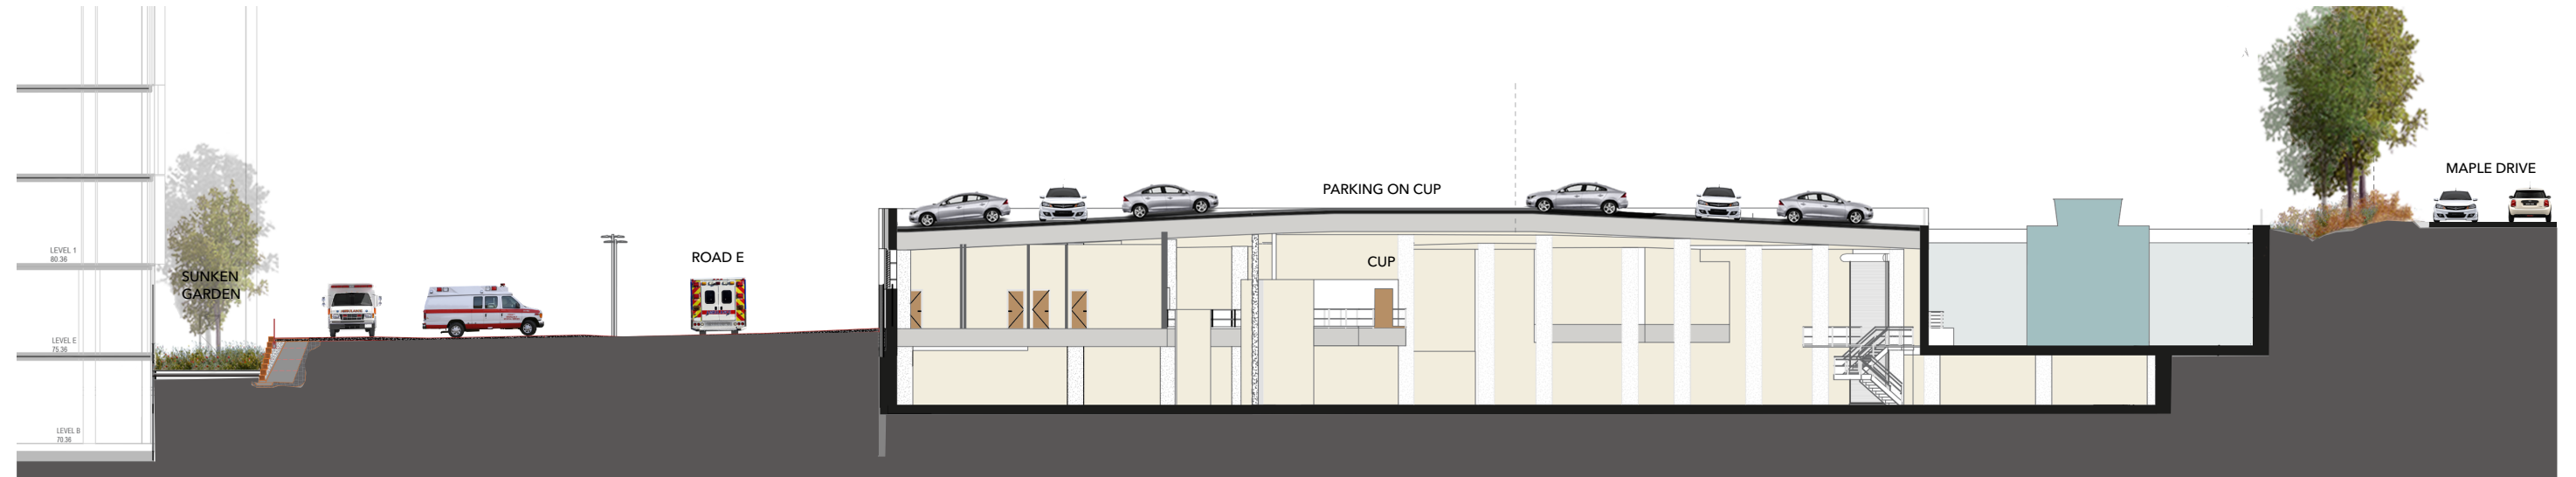 LEVEL 1
80.36
SUNKEN
GARDEN
LEVEL E
75.36
LEVEL B
70.36
ROAD E
PARKING ON CUP
CUP
MAPLE DRIVE